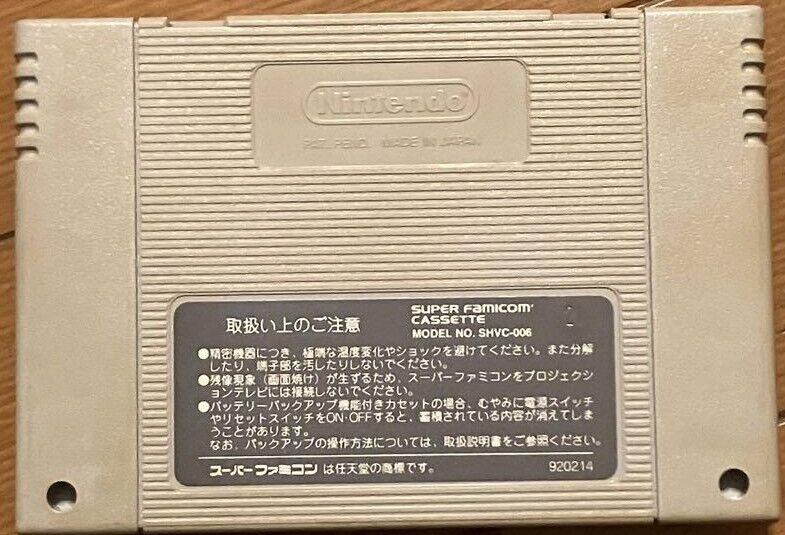 Nintendo
PAT. PEND. MADE IN JAPAN
取扱い上のご注意
SUPER FAMICOM
CASSETTE
MODEL NO. SHVC-006
●精密機器につき、極端な温度変化やショックを避けてください。また分解
したり、端子部を汚したりしないでください。
●残像現象（画面焼け）が生ずるため、スーパーファミコンをプロジェクショ
ンテレビには接続しないでください。
●バッテリーバックアップ機能付きカセットの場合、むやみに電源スイッチ
やリセットスイッチをON・OFFすると、蓄積されている内容が消えてしま
うことがあります。
なお、バックアップの操作方法については、取扱説明書をご参照ください。
スーパーファミコンは任天堂の商標です。
920214